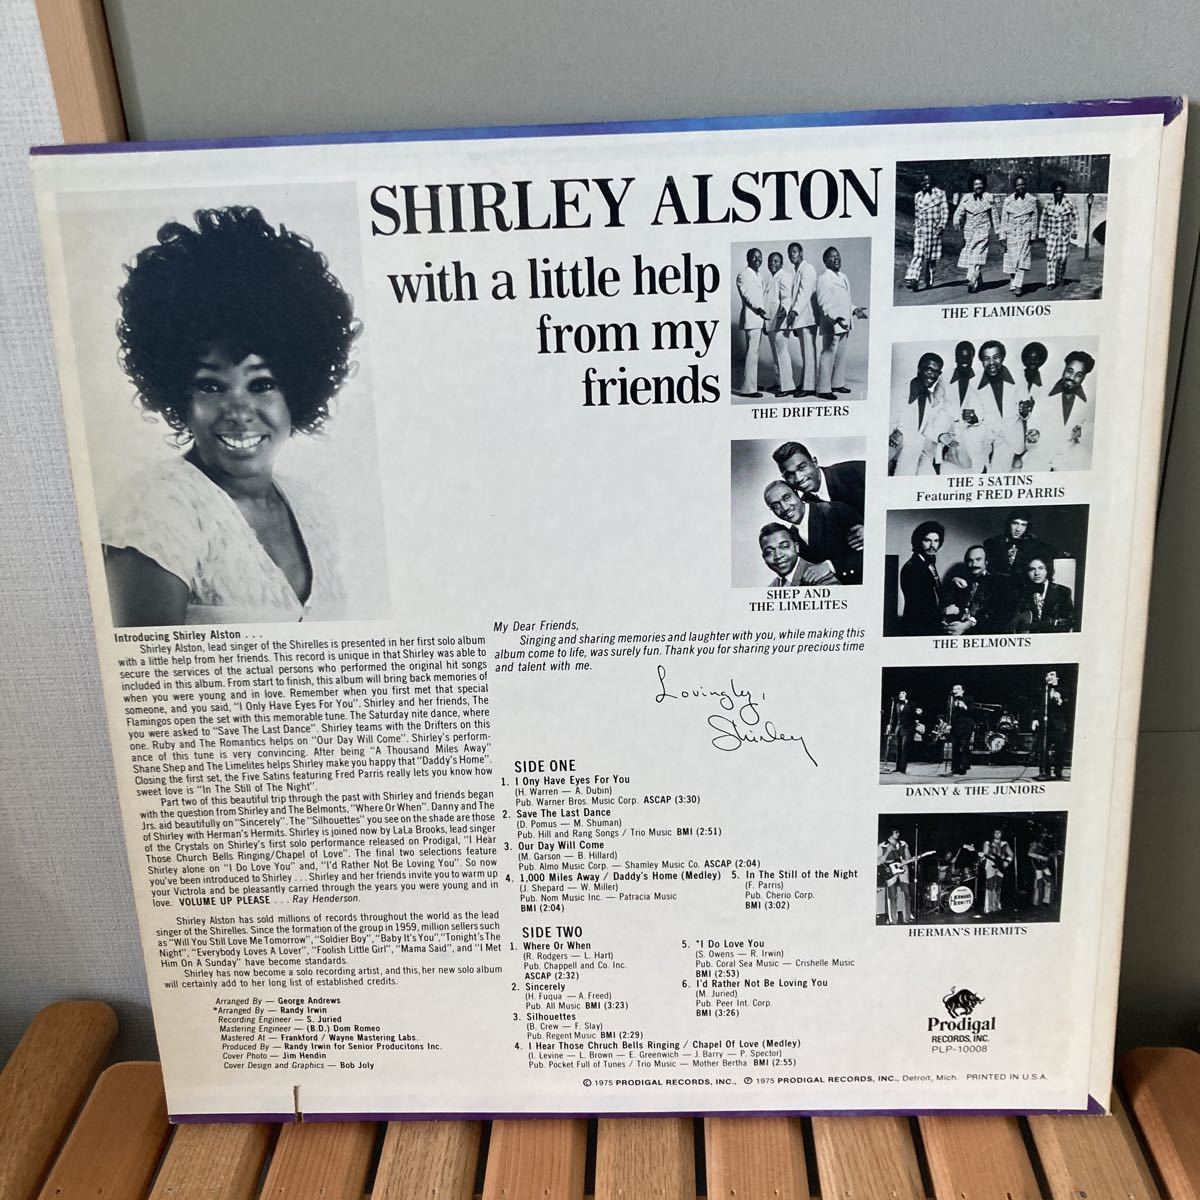 SHIRLEY ALSTON
with a little help
from my
friends
THE FLAMINGOS
THE DRIFTERS
THE 5 SATINS
Featuring FRED PARRIS
SHEP AND
THE LIMELITES
THE BELMONTS
DANNY & THE JUNIORS
HERMAN'S HERMITS
HERMAN'S
HERMITS
Introducing Shirley Alston . . .
Shirley Alston, lead singer of the Shirelles is presented in her first solo album
with a little help from her friends. This record is unique in that Shirley was able to
secure the services of the actual persons who performed the original hit songs
included in this album. From start to finish, this album will bring back memories of
when you were young and in love. Remember when you first met that special
someone, and you said, "I Only Have Eyes For You". Shirley and her friends, The
Flamingos open the set with this memorable tune. The Saturday nite dance, where
you were asked to "Save The Last Dance". Shirley teams with the Drifters on this
one. Ruby and The Romantics helps on "Our Day Will Come". Shirley's perform-
ance of this tune is very convincing. After being "A Thousand Miles Away"
Shane Shep and The Limelites helps Shirley make you happy that "Daddy's Home".
Closing the first set, the Five Satins featuring Fred Parris really lets you know how
sweet love is "In The Still of The Night".
Part two of this beautiful trip through the past with Shirley and friends began
with the question from Shirley and The Belmonts, "Where Or When". Danny and The
Jrs. aid beautifully on "Sincerely". The "Silhouettes" you see on the shade are those
of Shirley with Herman's Hermits. Shirley is joined now by LaLa Brooks, lead singer
of the Crystals on Shirley's first solo performance released on Prodigal, "I Hear
Those Church Bells Ringing/Chapel of Love". The final two selections feature
Shirley alone on "I Do Love You" and, "I'd Rather Not Be Loving You". So now
you've been introduced to Shirley . . . Shirley and her friends invite you to warm up
your Victrola and be pleasantly carried through the years you were young and in
love. VOLUME UP PLEASE . . . Ray Henderson.
Shirley Alston has sold millions of records throughout the world as the lead
singer of the Shirelles. Since the formation of the group in 1959, million sellers such
as "Will You Still Love Me Tomorrow", "Soldier Boy", "Baby It's You", "Tonight's The
Night", "Everybody Loves A Lover", "Foolish Little Girl", "Mama Said", and "I Met
Him On A Sunday" have become standards.
Shirley has now become a solo recording artist, and this, her new solo album
will certainly add to her long list of established credits.
Arranged By — George Andrews
*Arranged By — Randy Irwin
Recording Engineer — S. Juried
Mastering Engineer — (B.D.) Dom Romeo
Mastered At — Frankford / Wayne Mastering Labs.
Produced By — Randy Irwin for Senior Producitons Inc.
Cover Photo — Jim Hendin
Cover Design and Graphics — Bob Joly
My Dear Friends,
Singing and sharing memories and laughter with you, while making this
album come to life, was surely fun. Thank you for sharing your precious time
and talent with me.
Lovingly,
Shirley
SIDE ONE
1. I Ony Have Eyes For You
(H. Warren — A. Dubin)
Pub. Warner Bros. Music Corp. ASCAP (3:30)
2. Save The Last Dance
(D. Pomus — M. Shuman)
Pub. Hill and Rang Songs / Trio Music BMI (2:51)
3. Our Day Will Come
(M. Garson — B. Hillard)
Pub. Almo Music Corp. — Shamley Music Co. ASCAP (2:04)
4. 1,000 Miles Away / Daddy's Home (Medley)
(J. Shepard — W. Miller)
Pub. Nom Music Inc. — Patracia Music
BMI (2:04)
5. In The Still of the Night
(F. Parris)
Pub. Cherio Corp.
BMI (3:02)
SIDE TWO
1. Where Or When
(R. Rodgers — L. Hart)
Pub. Chappell and Co. Inc.
ASCAP (2:32)
2. Sincerely
(H. Fuqua — A. Freed)
Pub. All Music BMI (3:23)
3. Silhouettes
(B. Crew — F. Slay)
Pub. Regent Music BMI (2:29)
4. I Hear Those Chruch Bells Ringing / Chapel Of Love (Medley)
(I. Levine — L. Brown — E. Greenwich — J. Barry — P. Spector)
Pub. Pocket Full of Tunes / Trio Music — Mother Bertha BMI (2:55)
5. *I Do Love You
(S. Owens — R. Irwin)
Pub. Coral Sea Music — Crishelle Music
BMI (2:53)
6. I'd Rather Not Be Loving You
(M. Juried)
Pub. Peer Int. Corp.
BMI (3:26)
Prodigal
RECORDS, INC.
PLP-10008
© 1975 PRODIGAL RECORDS, INC., ℗ 1975 PRODIGAL RECORDS, INC., Detroit, Mich. PRINTED IN U.S.A.